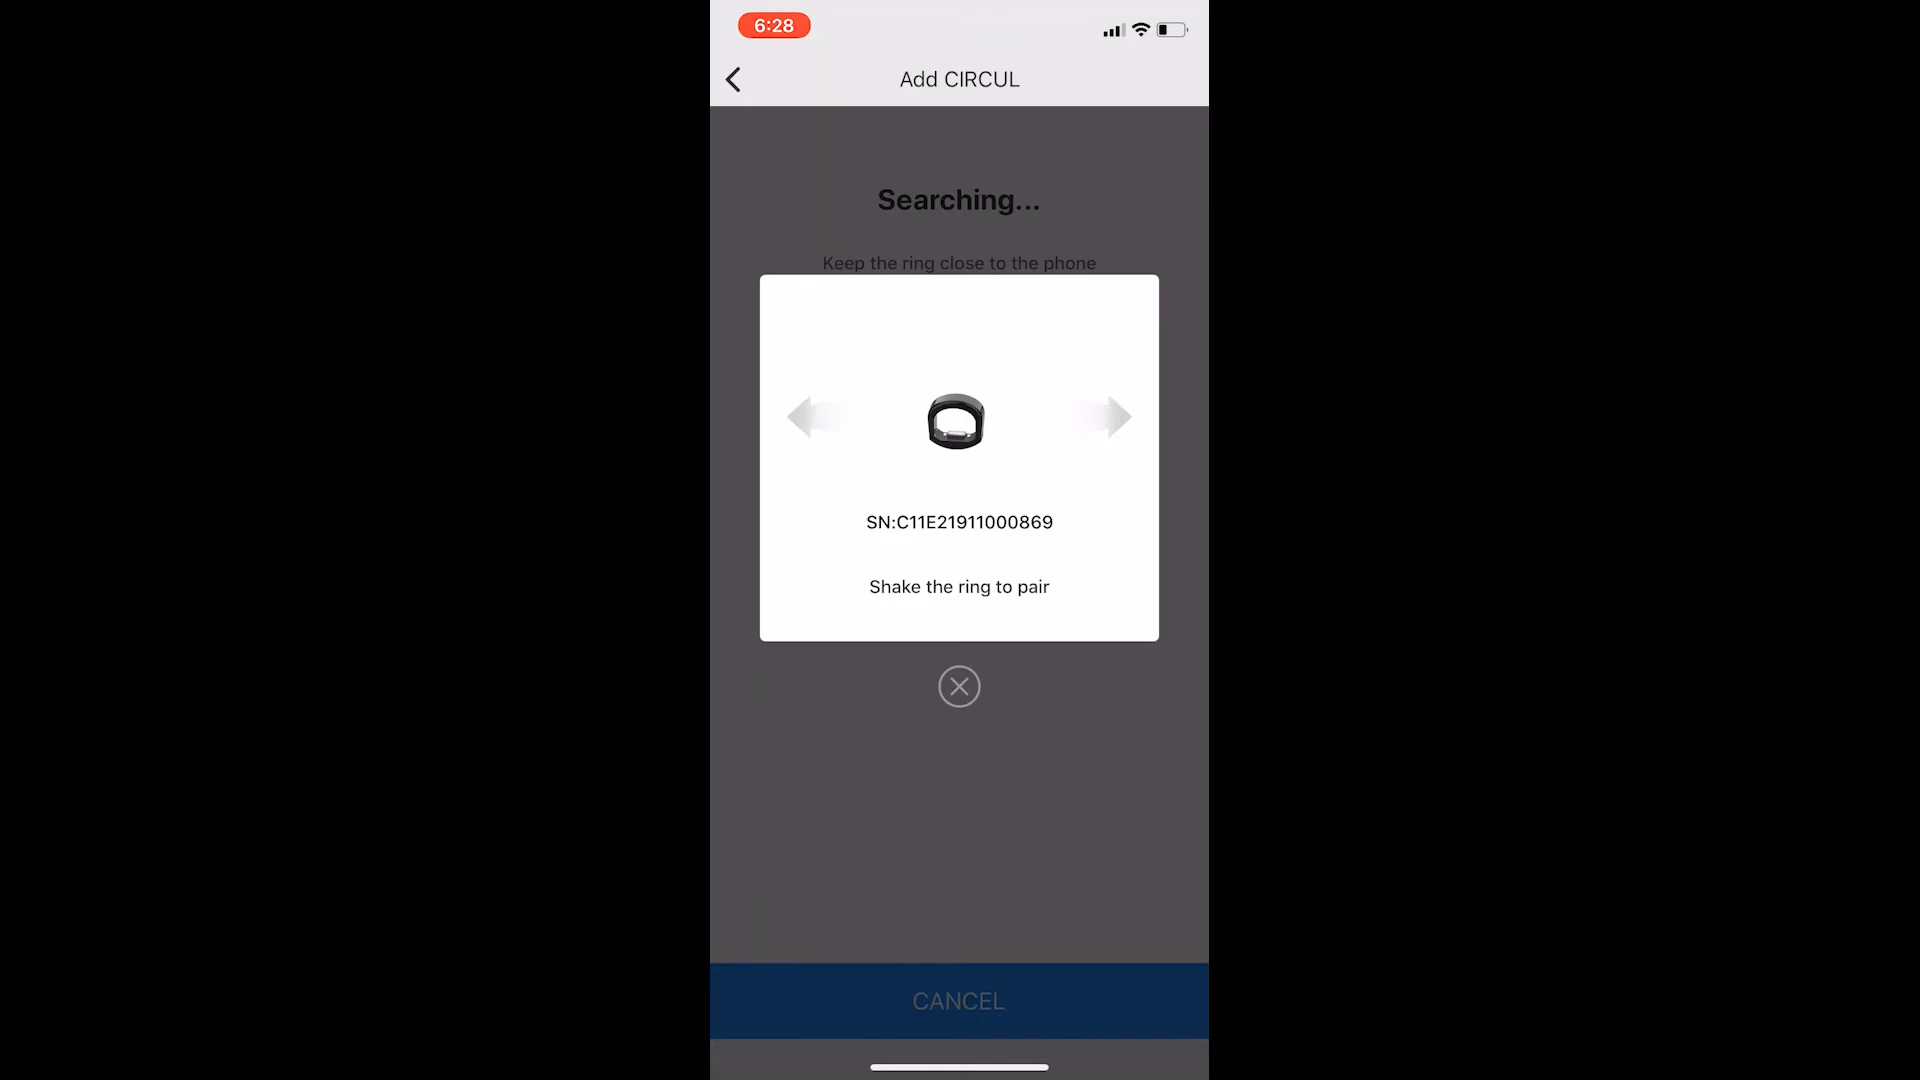 6:28
Add CIRCUL
Searching...
Keep the ring close to the phone
SN:C11E21911000869
Shake the ring to pair
CANCEL